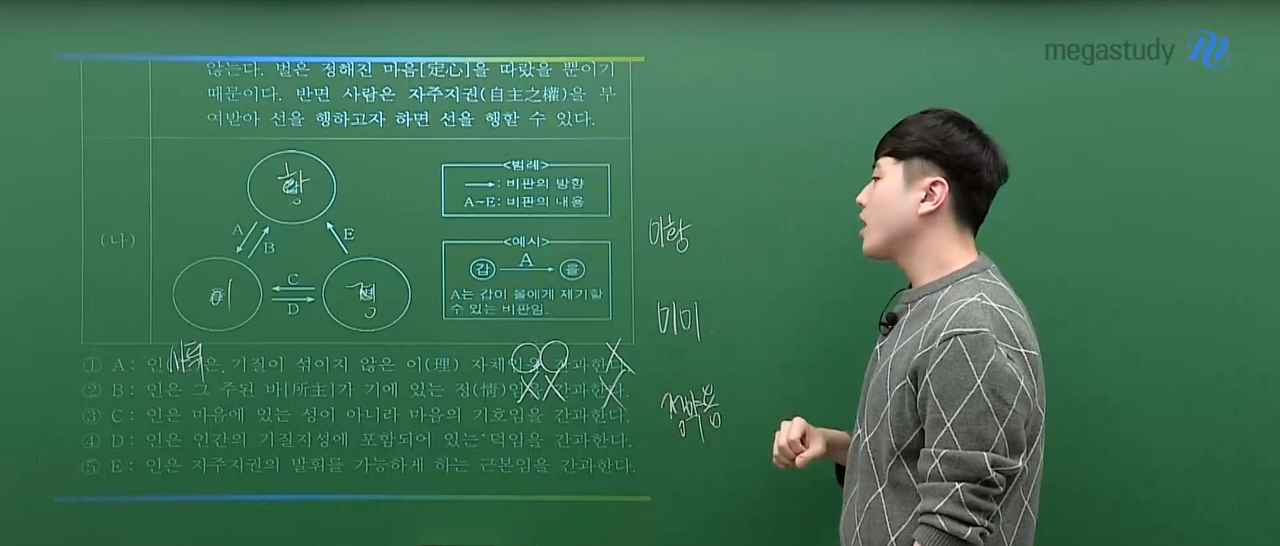 megastudy
않는다. 벌은 정해진 마음[定心]을 따랐을 뿐이기
때문이다. 반면 사람은 자주지권(自主之權)을 부
여받아 선을 행하고자 하면 선을 행할 수 있다.
(나)
황
A
B
E
이
C
D
정
<범례>
→: 비판의 방향
A~E: 비판의 내용
<예시>
갑
A
을
A는 갑이 을에게 제기할
수 있는 비판임.
이황
이이
정약용
① A: 인은 기질이 섞이지 않은 이(理) 자체임을 간과한다.
② B: 인은 그 주된 바[所主]가 기에 있는 정(情)임을 간과한다.
③ C: 인은 마음에 있는 성이 아니라 마음의 기호임을 간과한다.
④ D: 인은 인간의 기질지성에 포함되어 있는 덕임을 간과한다.
⑤ E: 인은 자주지권의 발휘를 가능하게 하는 근본임을 간과한다.